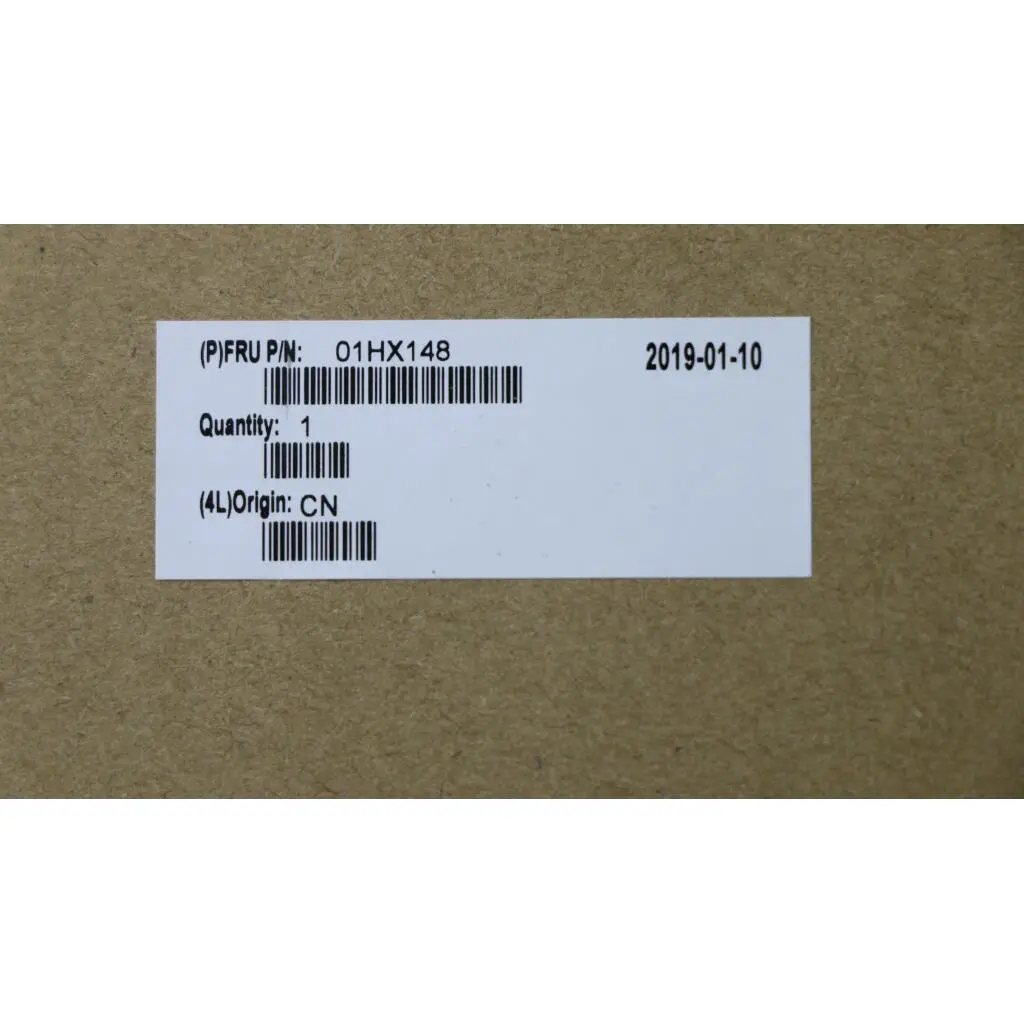 (P)FRU P/N: 01HX148 2019-01-10
Quantity: 1
(4L)Origin: CN